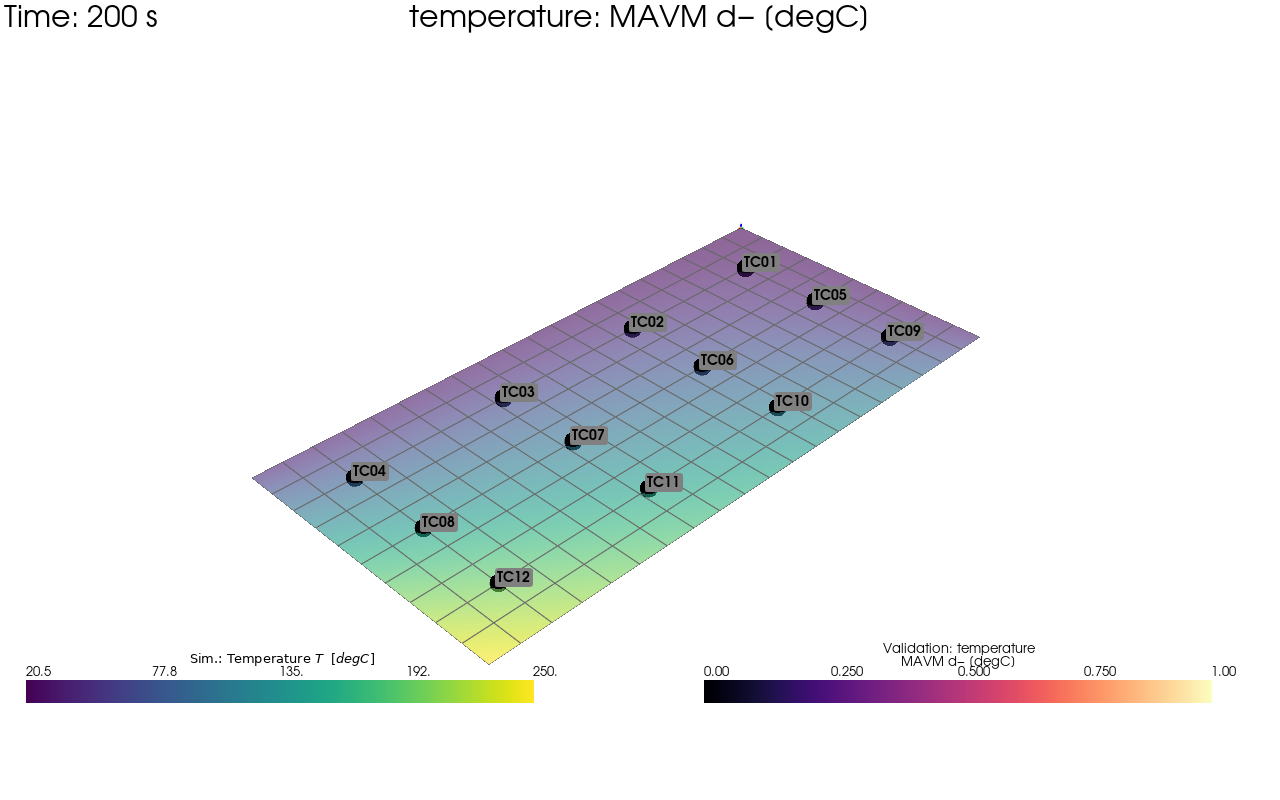 Time: 200 s
temperature: MAVM d− (degC)
TC01
TC05
TC02
TC09
TC06
TC03
TC10
TC07
TC04
TC11
TC08
TC12
Sim.: Temperature T [degC]
20.5 77.8 135. 192. 250.
Validation: temperature
MAVM d− (degC)
0.00 0.250 0.500 0.750 1.00